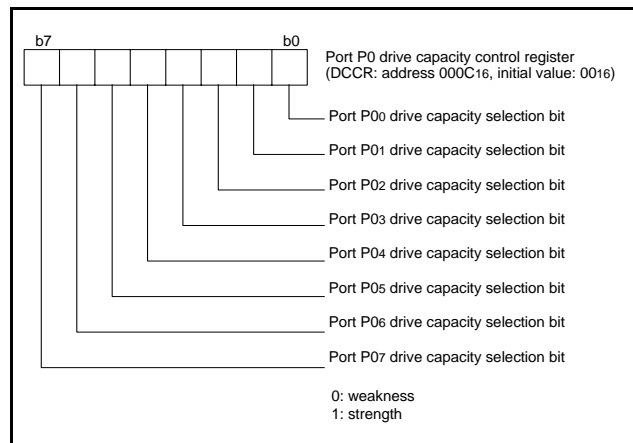 b7 b0
Port P0 drive capacity control register
(DCCR: address 000C16, initial value: 0016)
Port P00 drive capacity selection bit
Port P01 drive capacity selection bit
Port P02 drive capacity selection bit
Port P03 drive capacity selection bit
Port P04 drive capacity selection bit
Port P05 drive capacity selection bit
Port P06 drive capacity selection bit
Port P07 drive capacity selection bit
0: weakness
1: strength